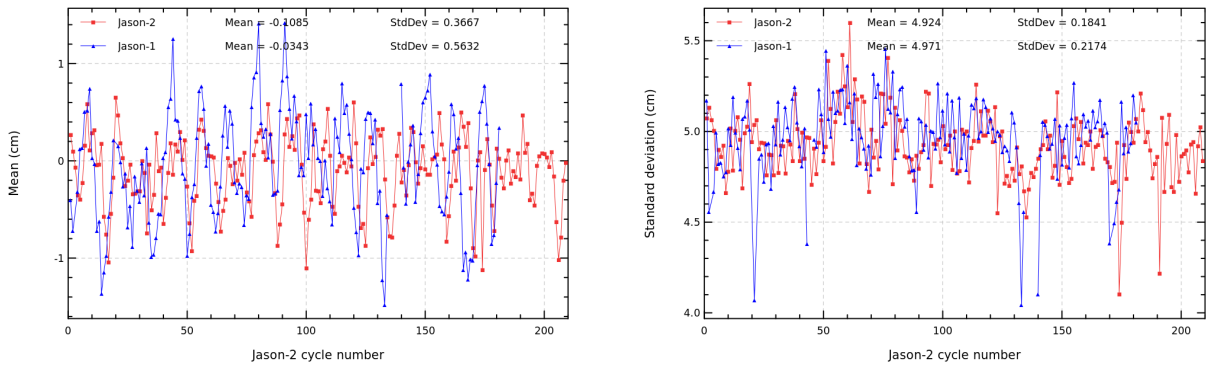 Jason-2 Mean = -0.1085 StdDev = 0.3667
Jason-1 Mean = -0.0343 StdDev = 0.5632
1
0
-1
0 50 100 150 200
Mean (cm)
Jason-2 cycle number
Jason-2 Mean = 4.924 StdDev = 0.1841
Jason-1 Mean = 4.971 StdDev = 0.2174
5.5
5.0
4.5
4.0
0 50 100 150 200
Standard deviation (cm)
Jason-2 cycle number